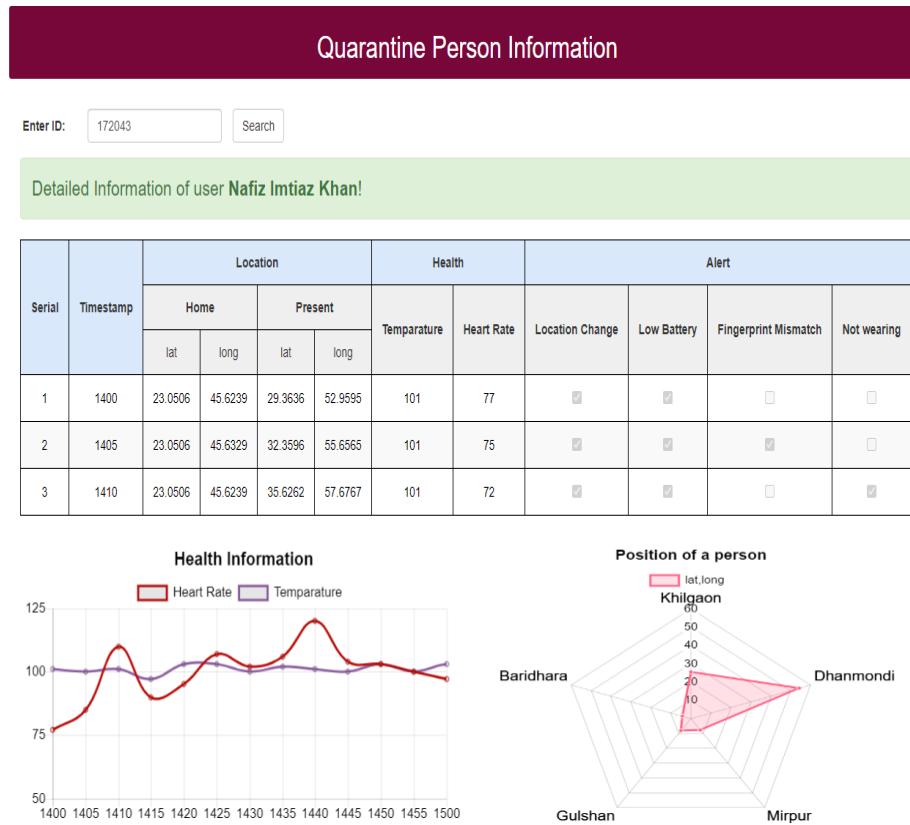 Quarantine Person Information
Enter ID: 172043 Search
Detailed Information of user Nafiz Imtiaz Khan!
Serial Timestamp Location Health Alert
Home Present Temparature Heart Rate Location Change Low Battery Fingerprint Mismatch Not wearing
lat long lat long
1 1400 23.0506 45.6239 29.3636 52.9595 101 77
2 1405 23.0506 45.6329 32.3596 55.6565 101 75
3 1410 23.0506 45.6239 35.6262 57.6767 101 72
Health Information
Heart Rate Temparature
125
100
75
50
1400 1405 1410 1415 1420 1425 1430 1435 1440 1445 1450 1455 1500
Position of a person
lat,long
Khilgaon
60
50
40
30
20
10
Baridhara Dhanmondi
Gulshan Mirpur